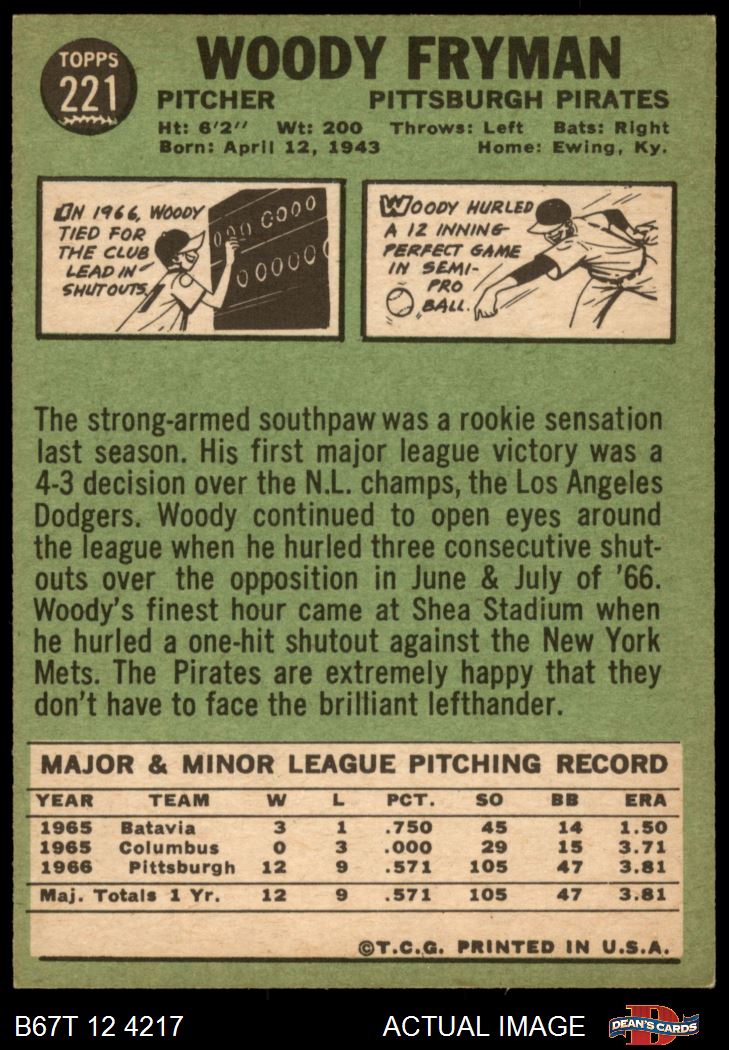 TOPPS
221
WOODY FRYMAN
PITCHER PITTSBURGH PIRATES
Ht: 6'2" Wt: 200 Throws: Left Bats: Right
Born: April 12, 1943 Home: Ewing, Ky.
IN 1966, WOODY
TIED FOR
THE CLUB
LEAD IN
SHUTOUTS.
000 0000
00000
WOODY HURLED
A 12 INNING
PERFECT GAME
IN SEMI-
PRO
BALL.
The strong-armed southpaw was a rookie sensation
last season. His first major league victory was a
4-3 decision over the N.L. champs, the Los Angeles
Dodgers. Woody continued to open eyes around
the league when he hurled three consecutive shut-
outs over the opposition in June & July of '66.
Woody's finest hour came at Shea Stadium when
he hurled a one-hit shutout against the New York
Mets. The Pirates are extremely happy that they
don't have to face the brilliant lefthander.
MAJOR & MINOR LEAGUE PITCHING RECORD
YEAR TEAM W L PCT. SO BB ERA
1965 Batavia 3 1 .750 45 14 1.50
1965 Columbus 0 3 .000 29 15 3.71
1966 Pittsburgh 12 9 .571 105 47 3.81
Maj. Totals 1 Yr. 12 9 .571 105 47 3.81
©T.C.G. PRINTED IN U.S.A.
B67T 12 4217 ACTUAL IMAGE DEAN'S CARDS